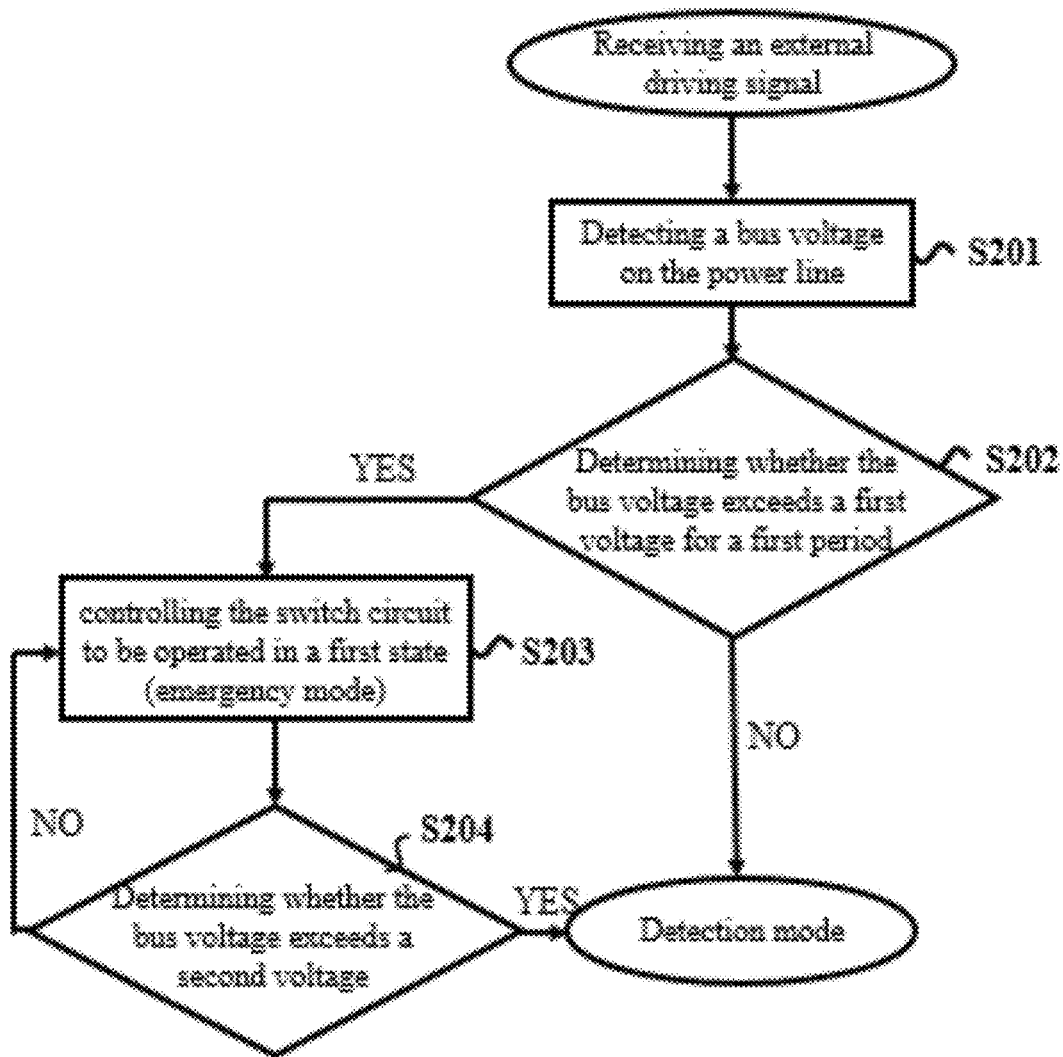 Receiving an external
driving signal
Detecting a bus voltage
on the power line
S201
Determining whether the
bus voltage exceeds a first
voltage for a first period
S202
YES
controlling the switch circuit
to be operated in a first state
(emergency mode)
S203
NO
NO
S204
Determining whether the
bus voltage exceeds a
second voltage
YES
Detection mode